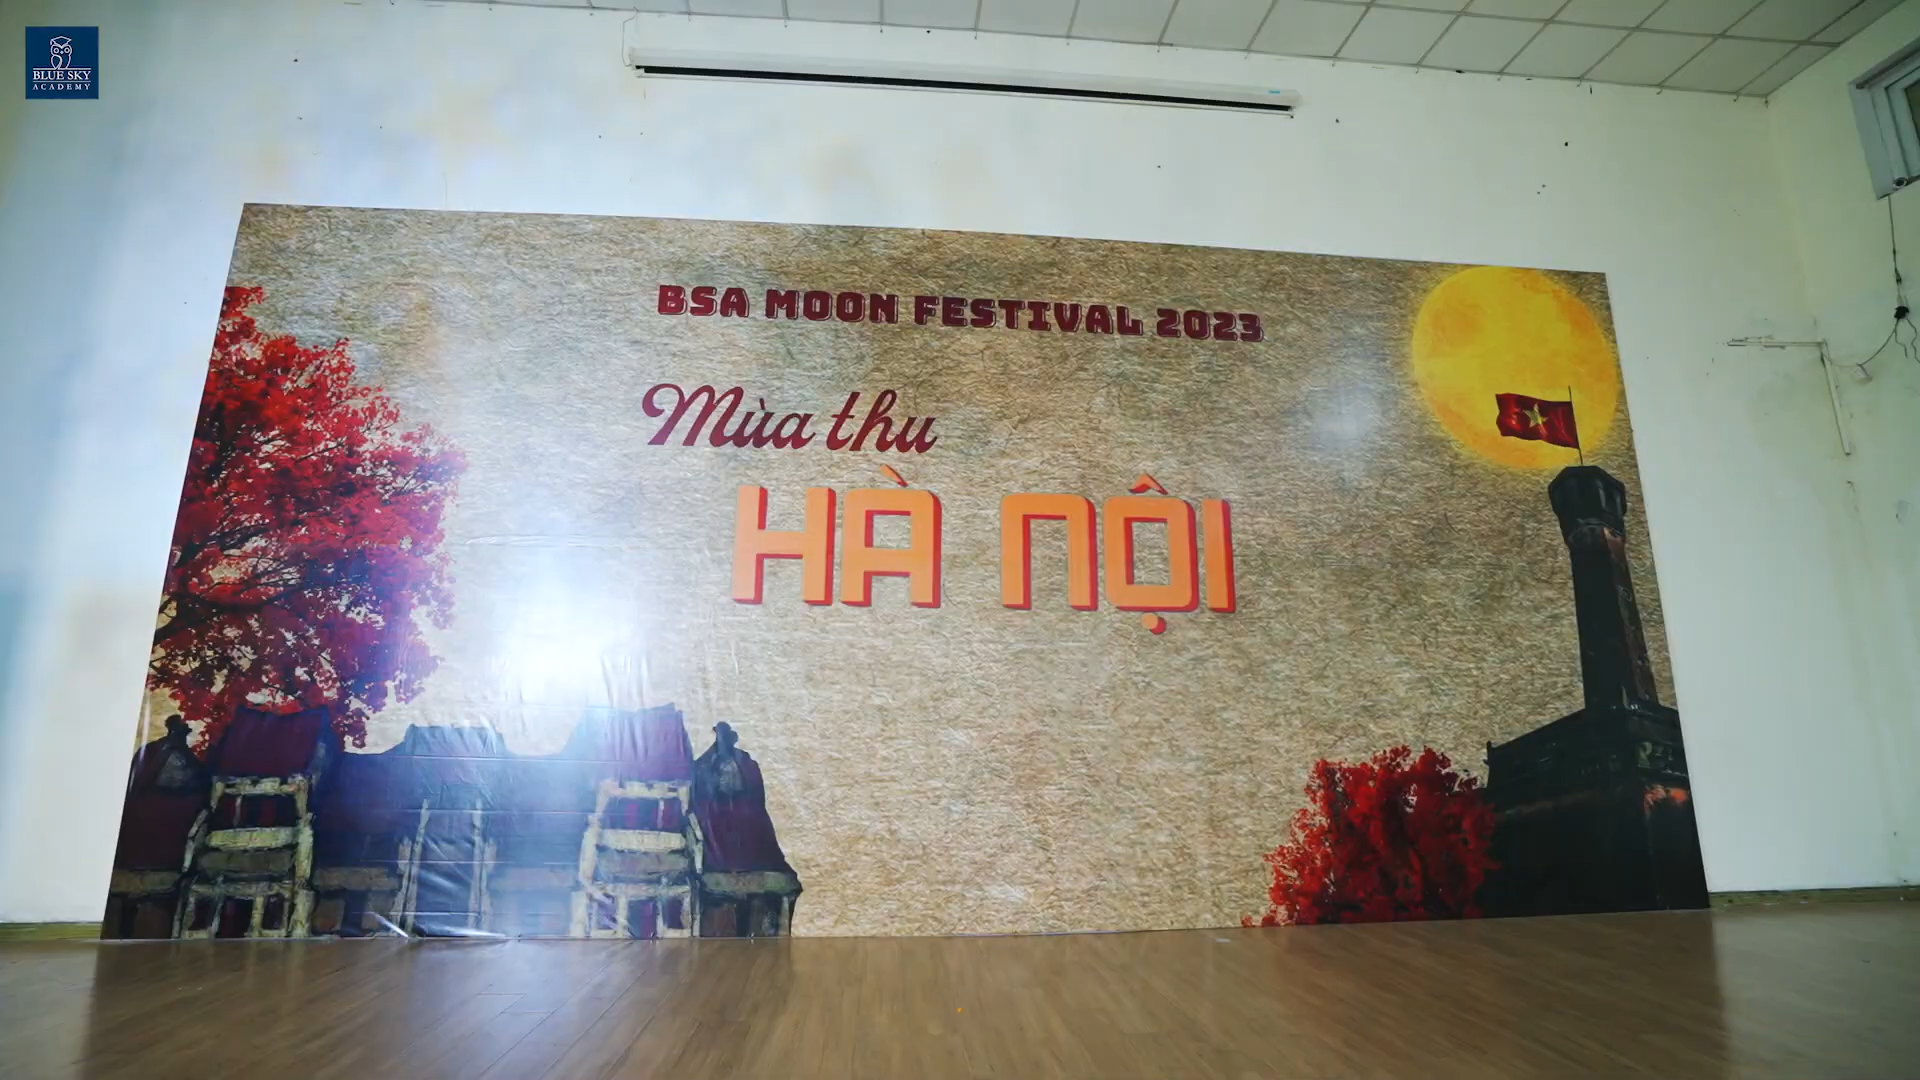 BLUE SKY
ACADEMY
BSA MOON FESTIVAL 2023
Mùa thu
HÀ NỘI